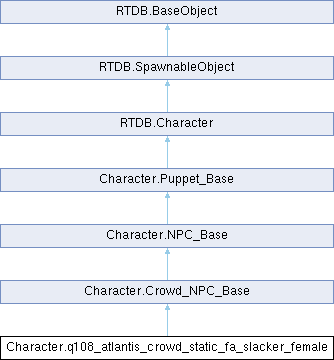 RTDB.BaseObject
RTDB.SpawnableObject
RTDB.Character
Character.Puppet_Base
Character.NPC_Base
Character.Crowd_NPC_Base
Character.q108_atlantis_crowd_static_fa_slacker_female